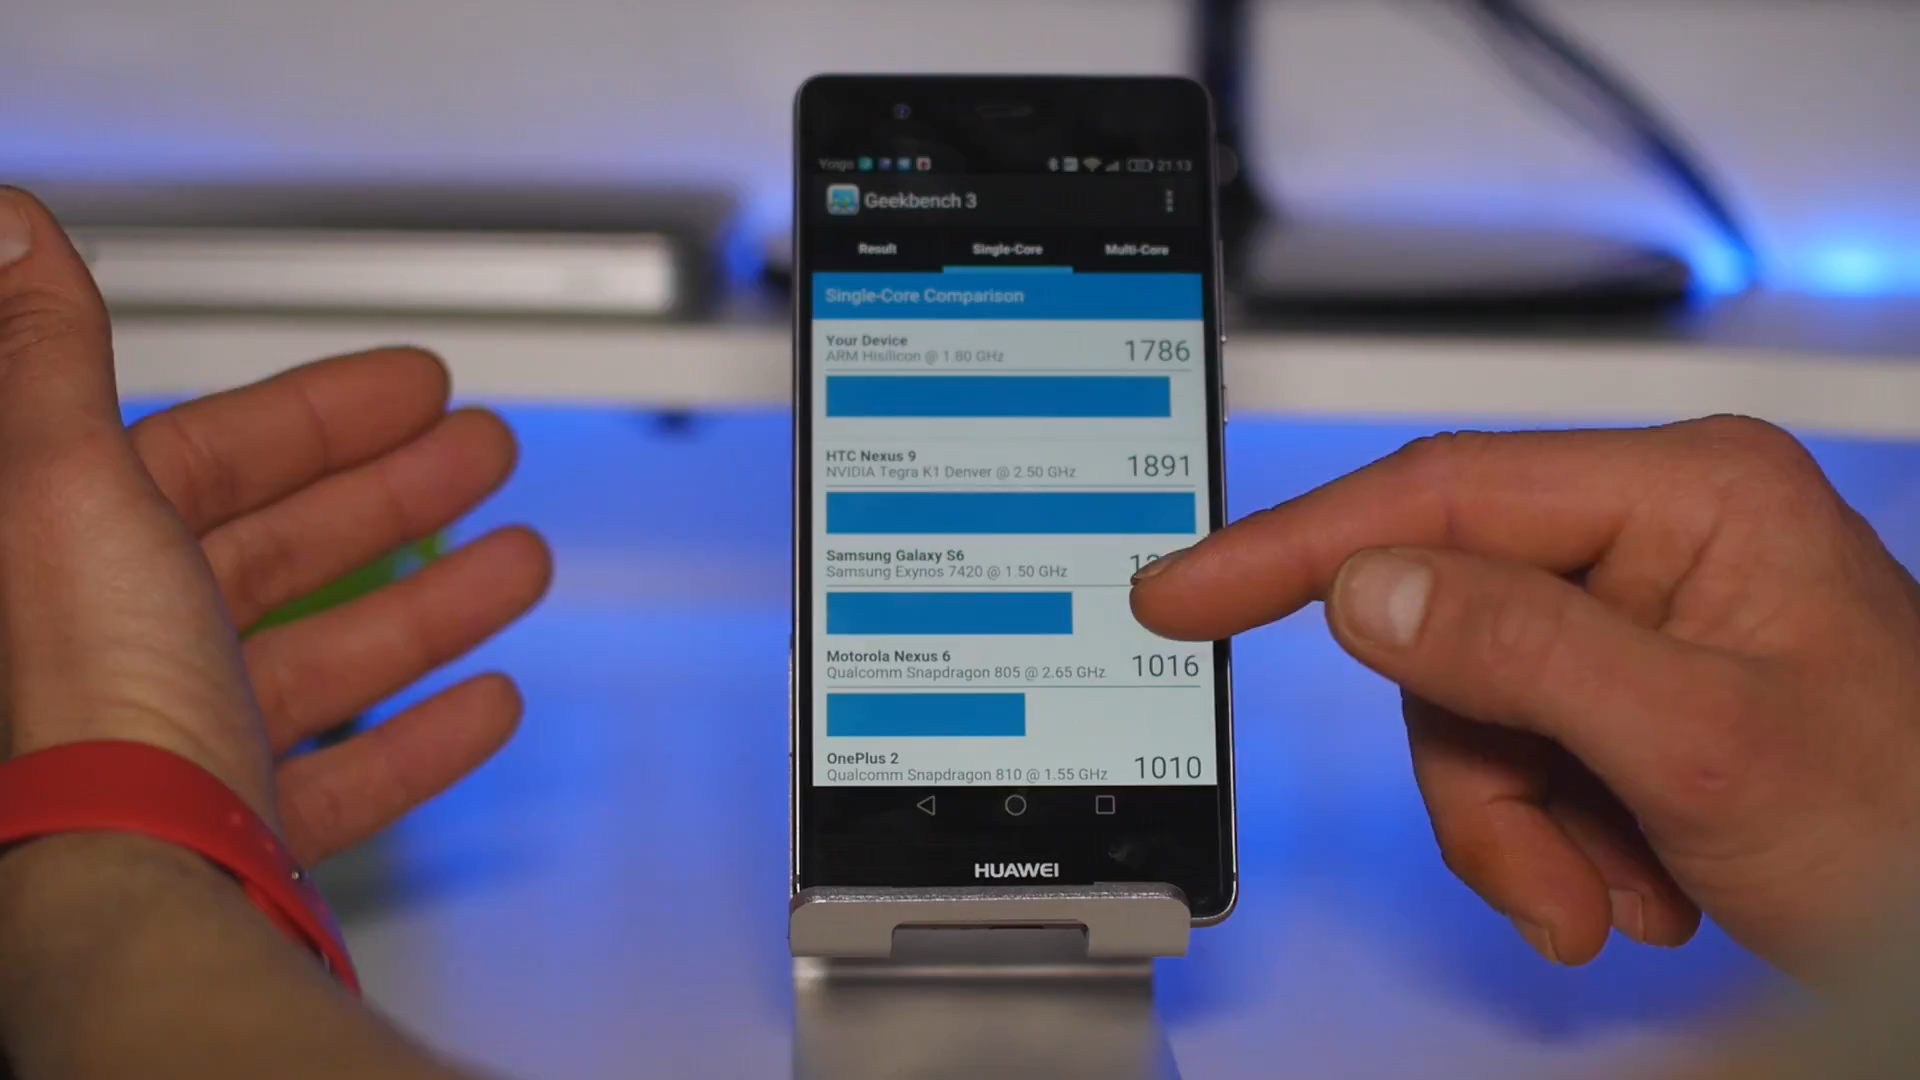 21:13
Geekbench 3
Result Single-Core Multi-Core
Single-Core Comparison
Your Device 1786
ARM Hisilicon @ 1.80 GHz
HTC Nexus 9 1891
NVIDIA Tegra K1 Denver @ 2.50 GHz
Samsung Galaxy S6
Samsung Exynos 7420 @ 1.50 GHz
Motorola Nexus 6 1016
Qualcomm Snapdragon 805 @ 2.65 GHz
OnePlus 2 1010
Qualcomm Snapdragon 810 @ 1.55 GHz
HUAWEI